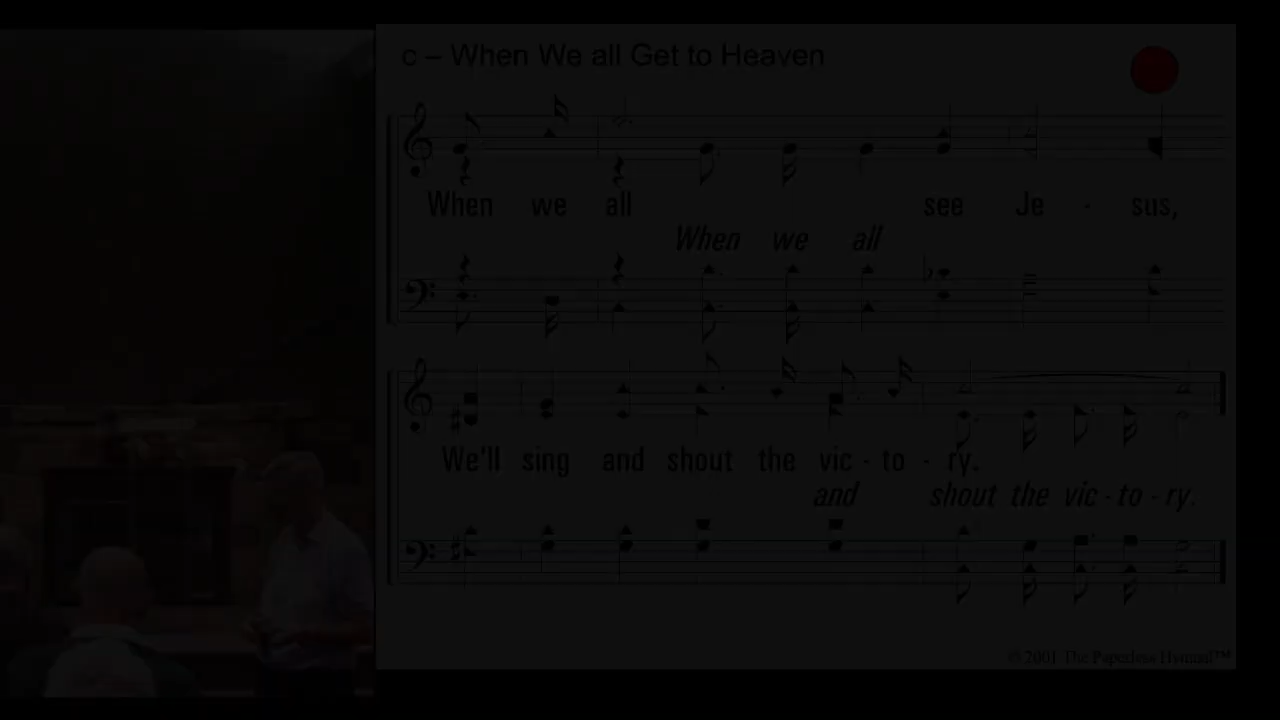 c – When We all Get to Heaven
When we all see Je - sus,
When we all
We'll sing and shout the vic - to - ry.
and shout the vic - to - ry.
© 2001 The Paperless Hymnal™